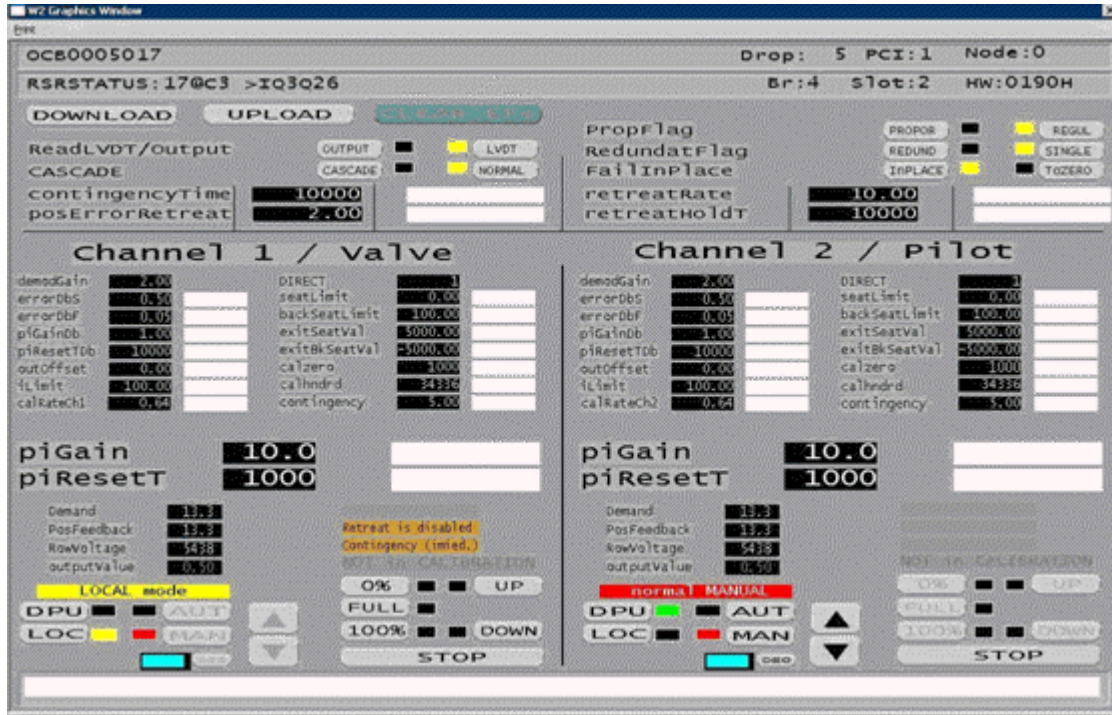 W2 Graphics Window
Print
OCB0005017 Drop: 5 PCI:1 Node:0
RSRSTATUS:17@C3 >IQ3Q26 Br:4 Slot:2 HW:0190H
DOWNLOAD UPLOAD
PropFlag PROPOR REGUL
ReadLVDT/Output OUTPUT LVDT RedundatFlag REDUND SINGLE
CASCADE CASCADE NORMAL FailInPlace InPLACE ToZERO
contingencyTime 10000 retreatRate 10.00
posErrorRetreat 2.00 retreatHoldT 10000
Channel 1 / Valve Channel 2 / Pilot
demodGain 2.00 DIRECT 1 demodGain 2.00 DIRECT 1
errorDbS 0.50 seatLimit 0.00 errorDbS 0.50 seatLimit 0.00
errorDbF 0.05 backSeatLimit 100.00 errorDbF 0.05 backSeatLimit 100.00
piGainDb 1.00 exitSeatVal 5000.00 piGainDb 1.00 exitSeatVal 5000.00
piResetTDb 10000 exitBkSeatVal -5000.00 piResetTDb 10000 exitBkSeatVal -5000.00
outOffset 0.00 calzero 1000 outOffset 0.00 calzero 1000
iLimit 100.00 calhndrd 34336 iLimit 100.00 calhndrd 34336
calRateCh1 0.64 contingency 5.00 calRateCh2 0.64 contingency 5.00
piGain 10.0 piGain 10.0
piResetT 1000 piResetT 1000
Demand 13.3 Demand 13.3
PosFeedback 13.3 Retreat is disabled PosFeedback 13.3
RowVoltage 5438 Contingency (imied.) RowVoltage 5438
outputValue 0.50 NOT in CALIBRATION outputValue 0.50 NOT in CALIBRATION
LOCAL mode 0% UP normal MANUAL 0% UP
DPU AUT FULL DPU AUT FULL
LOC MAN 100% DOWN LOC MAN 100% DOWN
STOP STOP